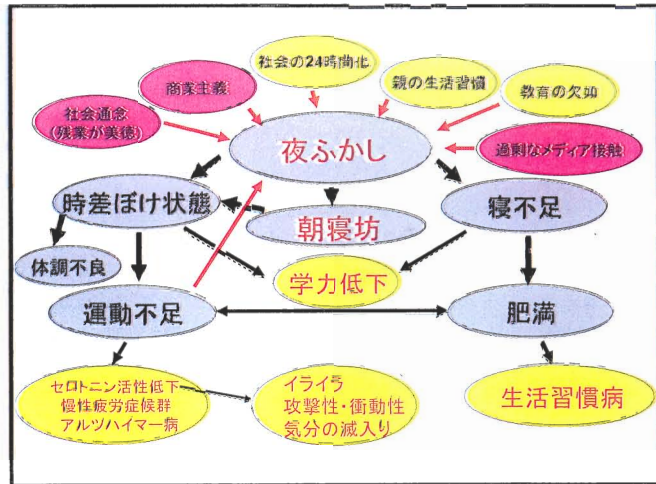 社会の24時間化
商業主義
親の生活習慣
教育の欠如
社会通念
(残業が美徳)
過剰なメディア接触
夜ふかし
時差ぼけ状態
朝寝坊
寝不足
体調不良
学力低下
運動不足
肥満
セロトニン活性低下
慢性疲労症候群
アルツハイマー病
イライラ
攻撃性・衝動性
気分の滅入り
生活習慣病